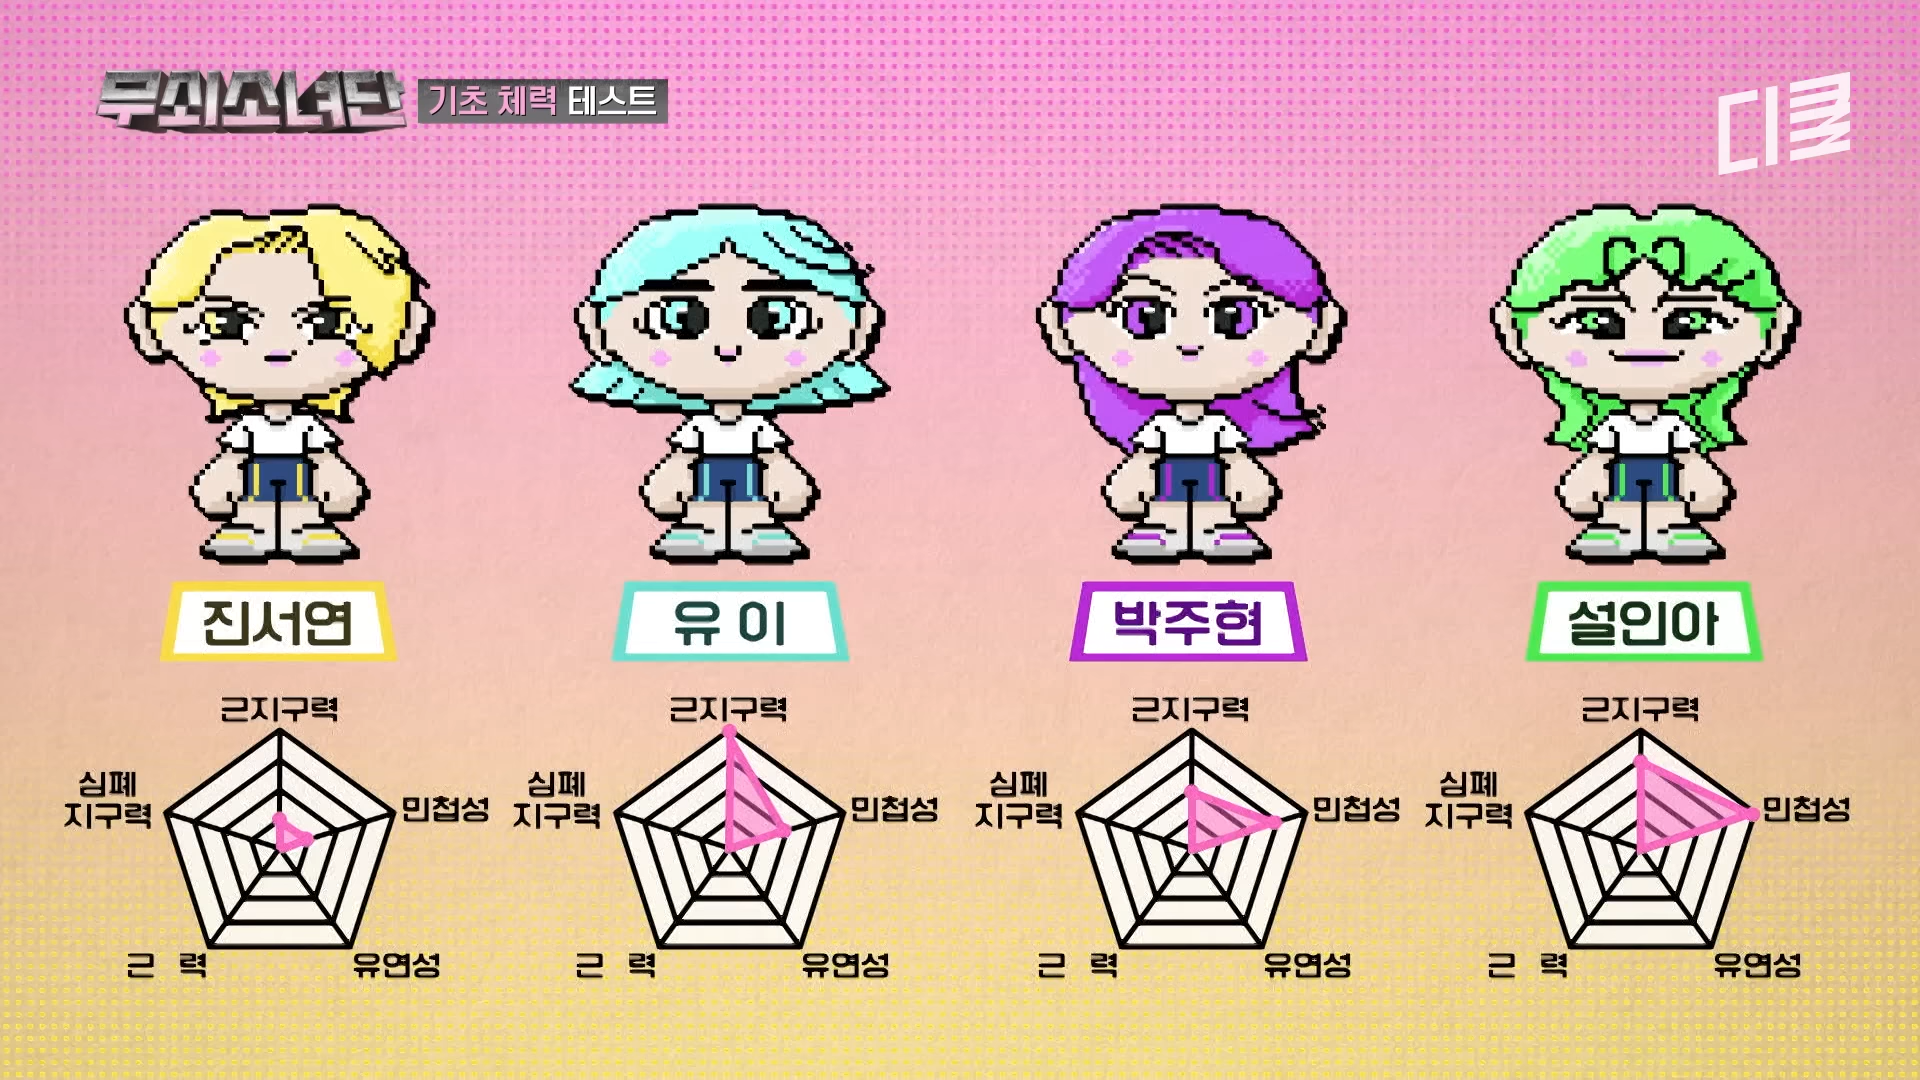 무쇠소녀단 기초 체력 테스트
디클
진서연
유 이
박주현
설인아
근지구력
심폐
지구력
민첩성
근 력
유연성
근지구력
심폐
지구력
민첩성
근 력
유연성
근지구력
심폐
지구력
민첩성
근 력
유연성
근지구력
심폐
지구력
민첩성
근 력
유연성